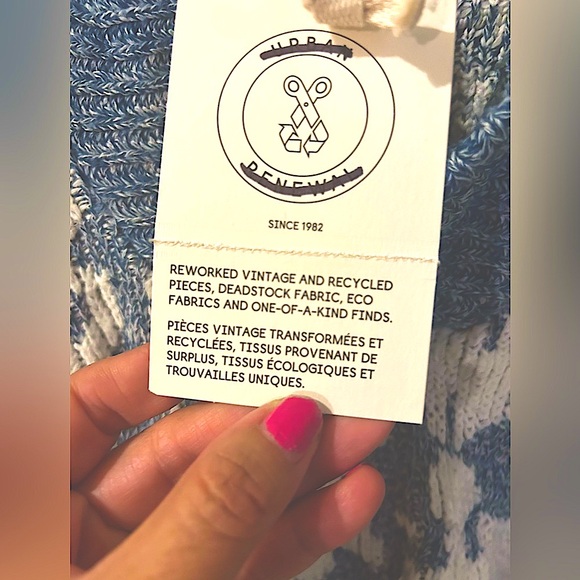 URBAN
RENEWAL
SINCE 1982
REWORKED VINTAGE AND RECYCLED
PIECES, DEADSTOCK FABRIC, ECO
FABRICS AND ONE-OF-A-KIND FINDS.
PIÈCES VINTAGE TRANSFORMÉES ET
RECYCLÉES, TISSUS PROVENANT DE
SURPLUS, TISSUS ÉCOLOGIQUES ET
TROUVAILLES UNIQUES.